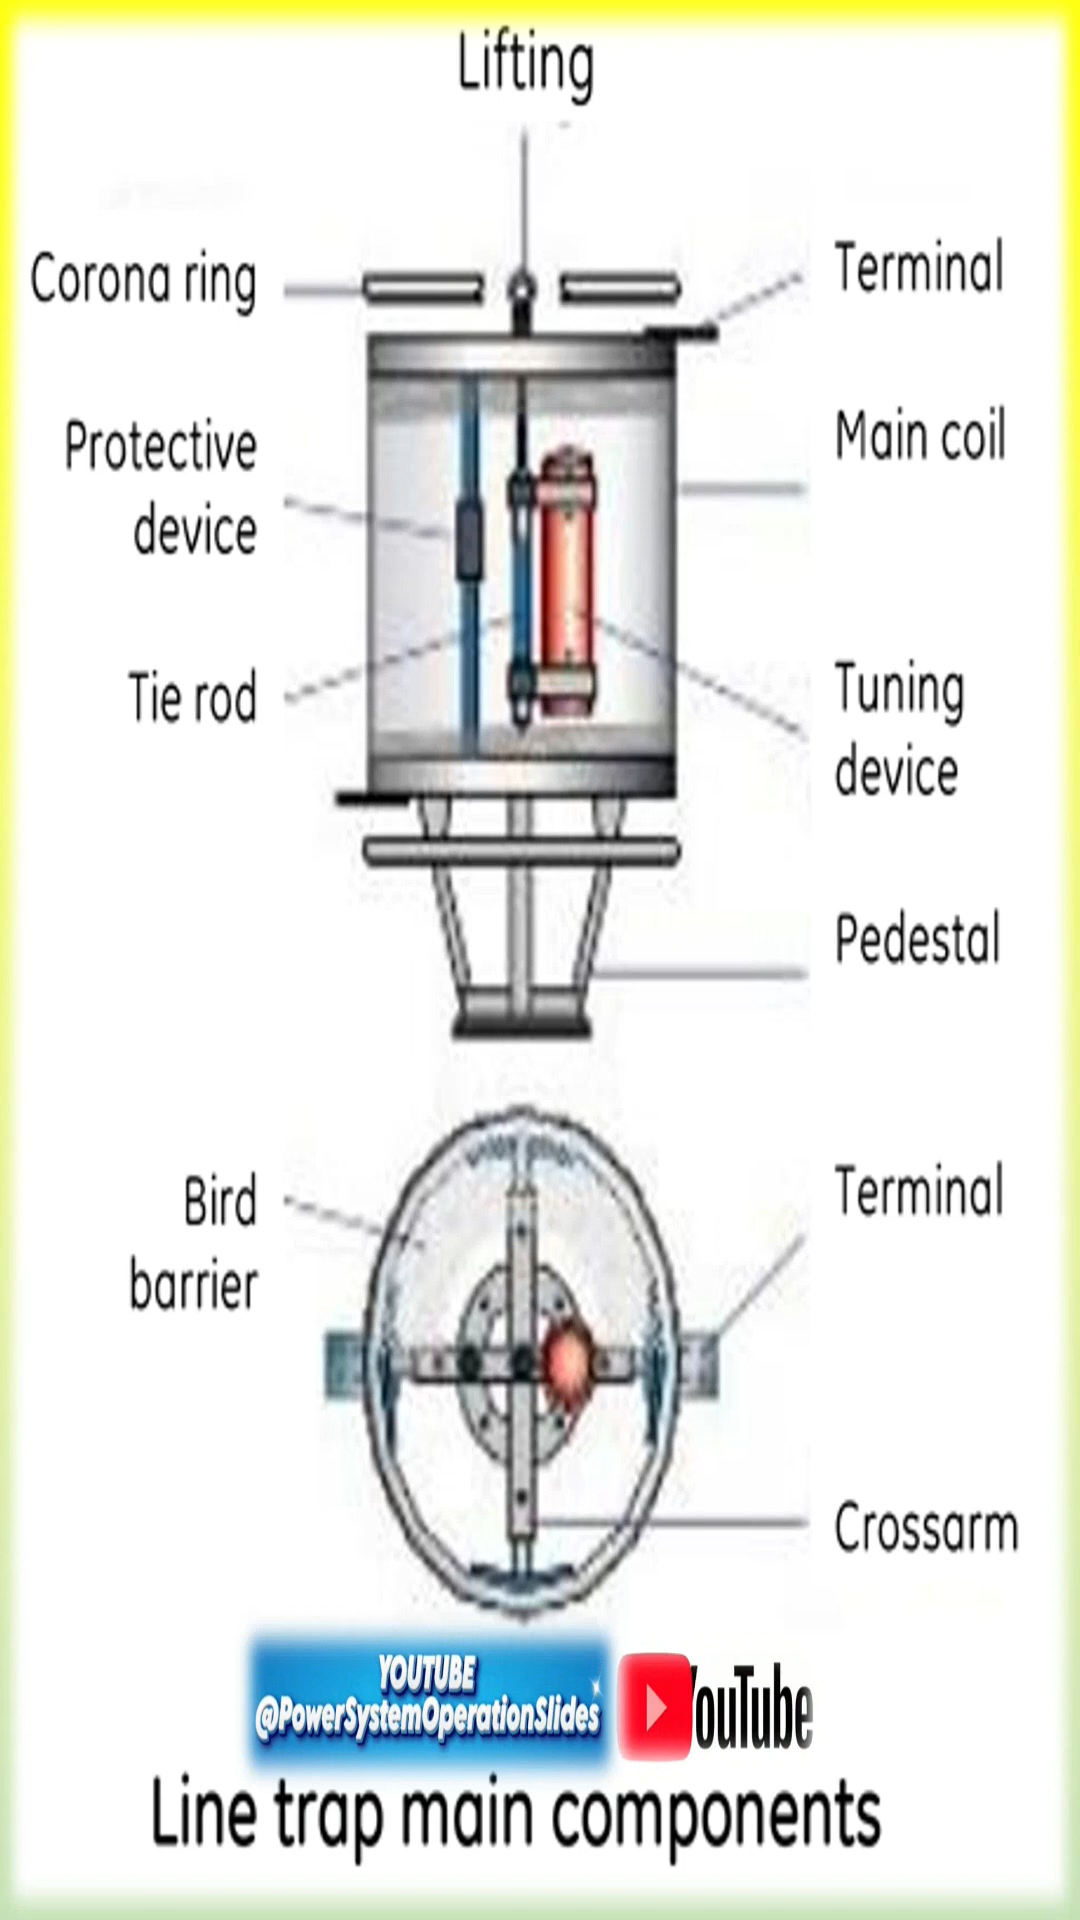 Lifting
Corona ring
Terminal
Protective
device
Main coil
Tie rod
Tuning
device
Pedestal
Bird
barrier
Terminal
Crossarm
YOUTUBE
@PowerSystemOperationSlides
YouTube
Line trap main components